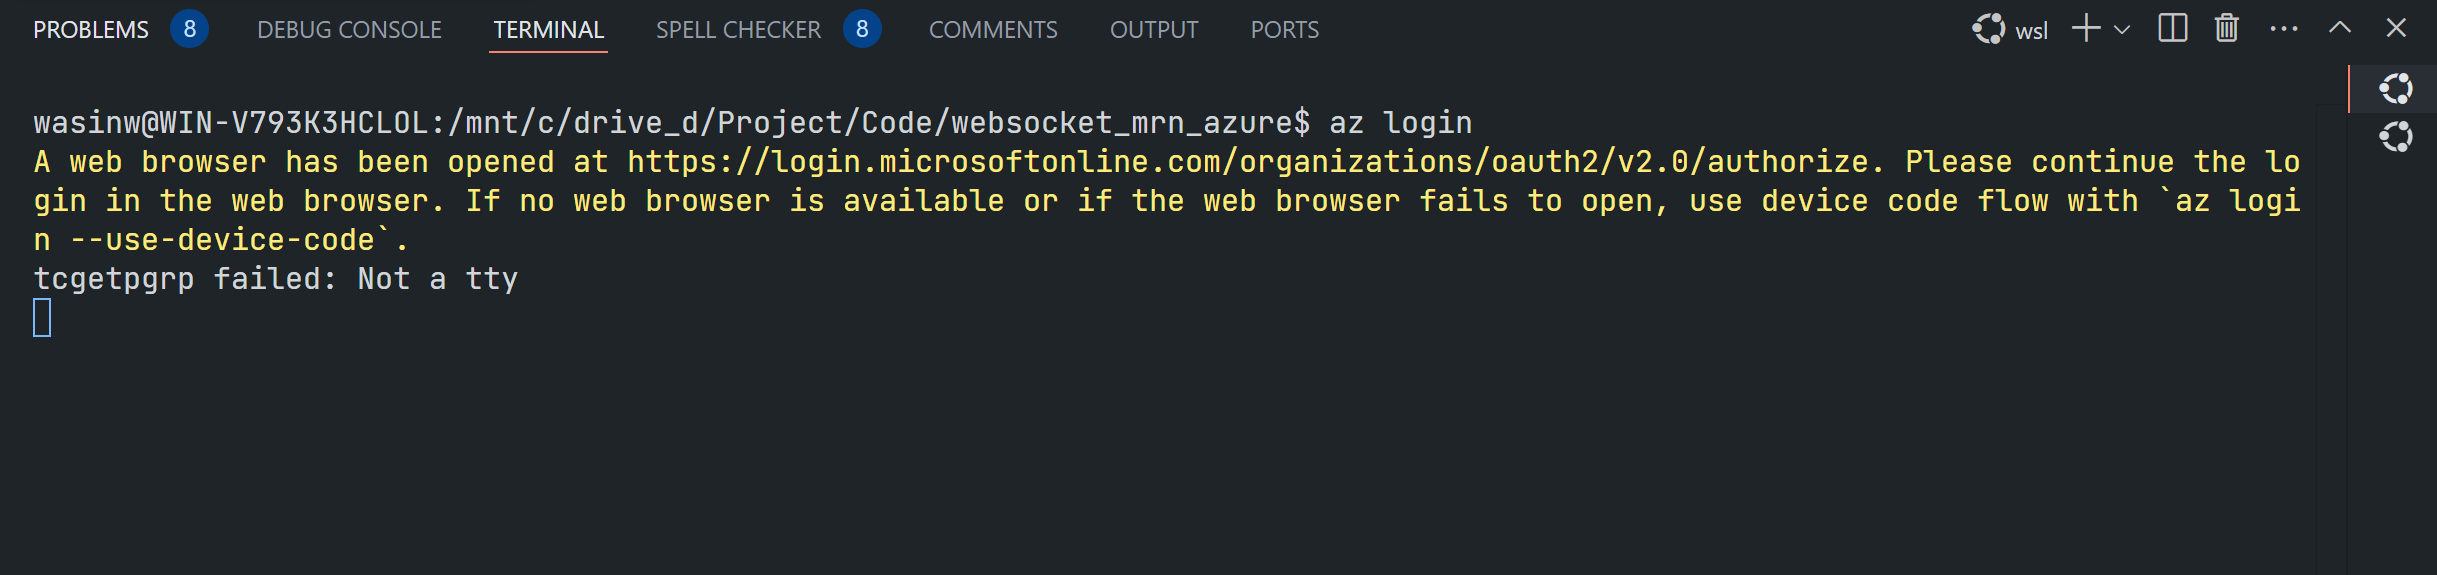 PROBLEMS 8 DEBUG CONSOLE TERMINAL SPELL CHECKER 8 COMMENTS OUTPUT PORTS wsl
wasinw@WIN-V793K3HCLOL:/mnt/c/drive_d/Project/Code/websocket_mrn_azure$ az login
A web browser has been opened at https://login.microsoftonline.com/organizations/oauth2/v2.0/authorize. Please continue the lo
gin in the web browser. If no web browser is available or if the web browser fails to open, use device code flow with `az logi
n --use-device-code`.
tcgetpgrp failed: Not a tty